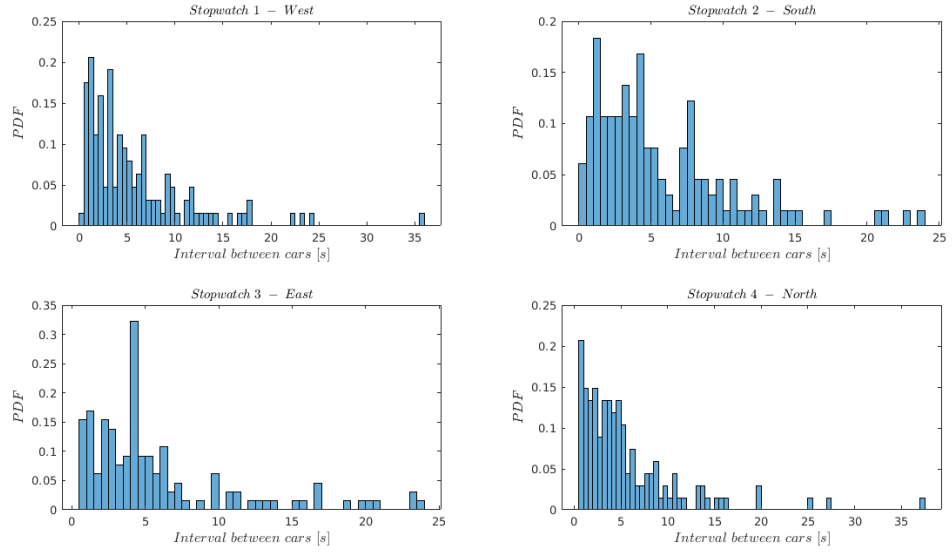 Stopwatch 1 − West
0.25
0.2
0.15
0.1
0.05
0
PDF
0 5 10 15 20 25 30 35
Interval between cars [s]
Stopwatch 2 − South
0.2
0.15
0.1
0.05
0
PDF
0 5 10 15 20 25
Interval between cars [s]
Stopwatch 3 − East
0.35
0.3
0.25
0.2
0.15
0.1
0.05
0
PDF
0 5 10 15 20 25
Interval between cars [s]
Stopwatch 4 − North
0.25
0.2
0.15
0.1
0.05
0
PDF
0 5 10 15 20 25 30 35
Interval between cars [s]